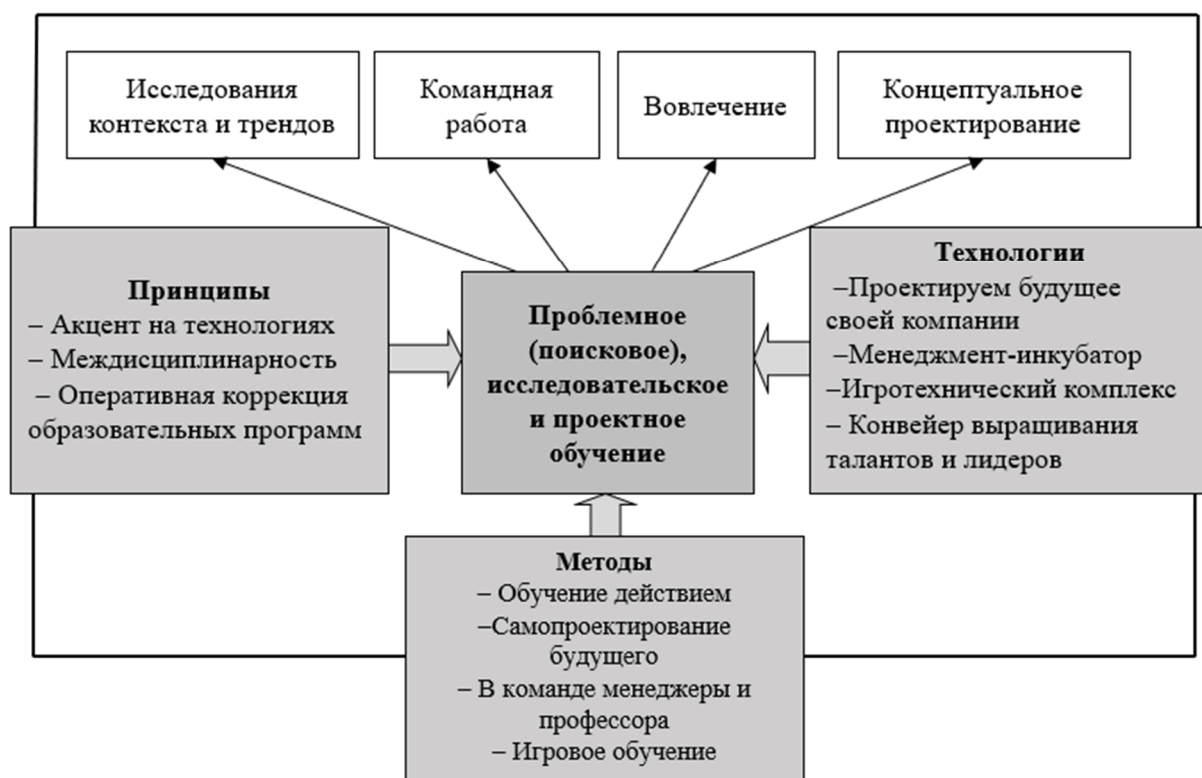 Исследования
контекста и трендов
Командная
работа
Вовлечение
Концептуальное
проектирование
Принципы
– Акцент на технологиях
– Междисциплинарность
– Оперативная коррекция
образовательных программ
Проблемное
(поисковое),
исследовательское
и проектное
обучение
Технологии
–Проектируем будущее
своей компании
–Менеджмент-инкубатор
–Игротехнический комплекс
– Конвейер выращивания
талантов и лидеров
Методы
– Обучение действием
–Самопроектирование
будущего
– В команде менеджеры и
профессора
– Игровое обучение